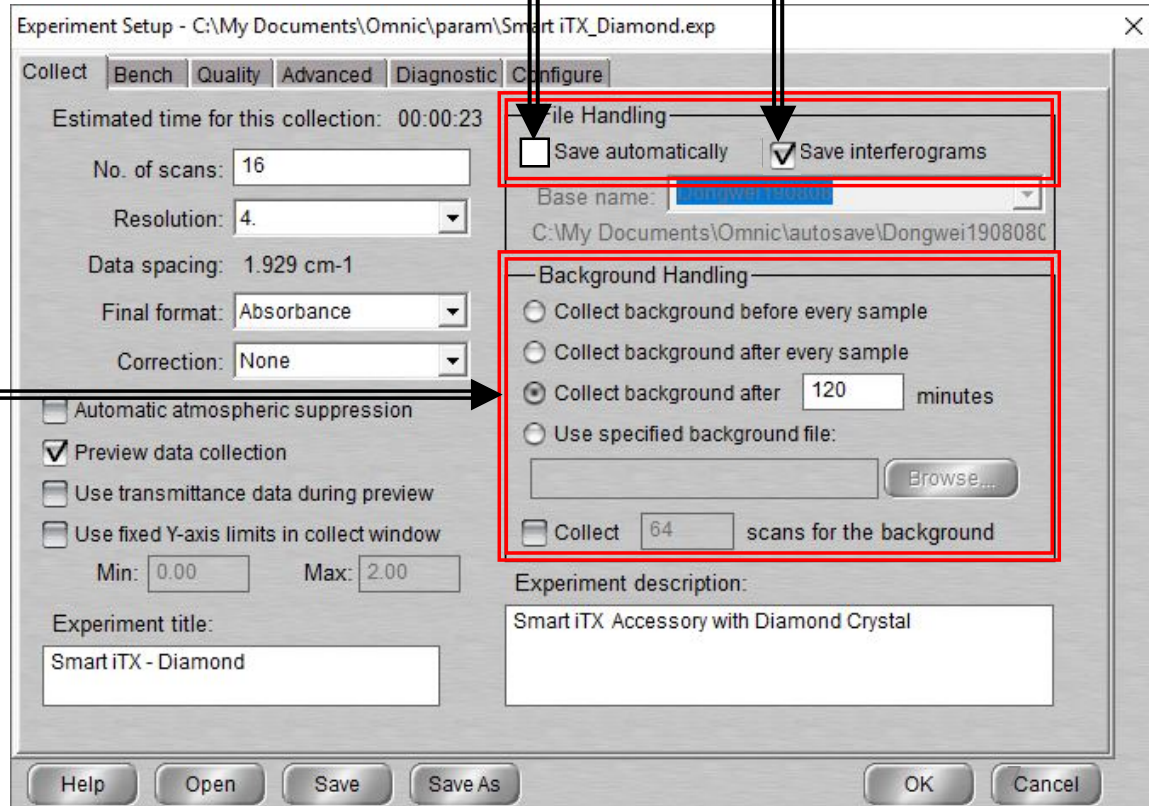 Experiment Setup - C:\My Documents\Omnic\param\Smart iTX_Diamond.exp
Collect Bench Quality Advanced Diagnostic Configure
Estimated time for this collection: 00:00:23
No. of scans: 16
Resolution: 4.
Data spacing: 1.929 cm-1
Final format: Absorbance
Correction: None
Automatic atmospheric suppression
Preview data collection
Use transmittance data during preview
Use fixed Y-axis limits in collect window
Min: 0.00 Max: 2.00
Experiment title:
Smart iTX - Diamond
File Handling
Save automatically Save interferograms
Base name: Dongwei190808
C:\My Documents\Omnic\autosave\Dongwei1908080
Background Handling
Collect background before every sample
Collect background after every sample
Collect background after 120 minutes
Use specified background file:
Browse...
Collect 64 scans for the background
Experiment description:
Smart iTX Accessory with Diamond Crystal
Help Open Save Save As OK Cancel